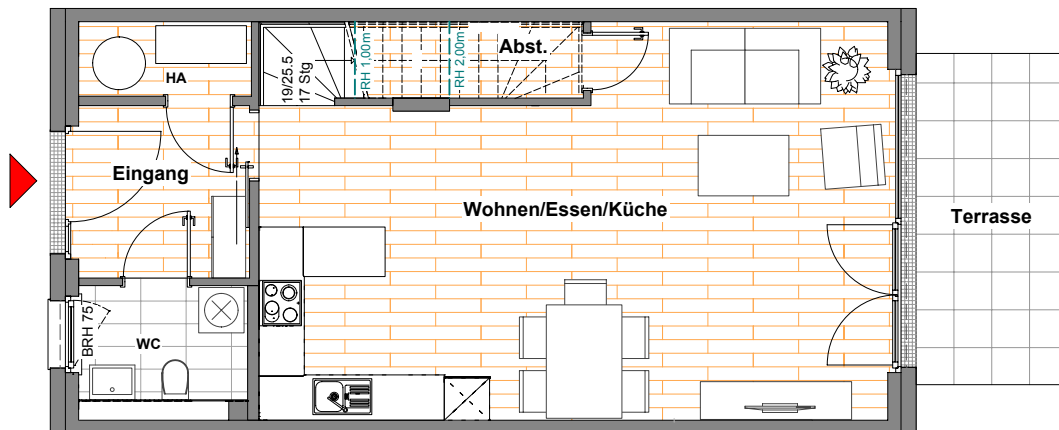 HA
19/25.5
17 Stg
RH 1,00m
RH 2,00m
Abst.
Eingang
Wohnen/Essen/Küche
Terrasse
BRH 75
WC